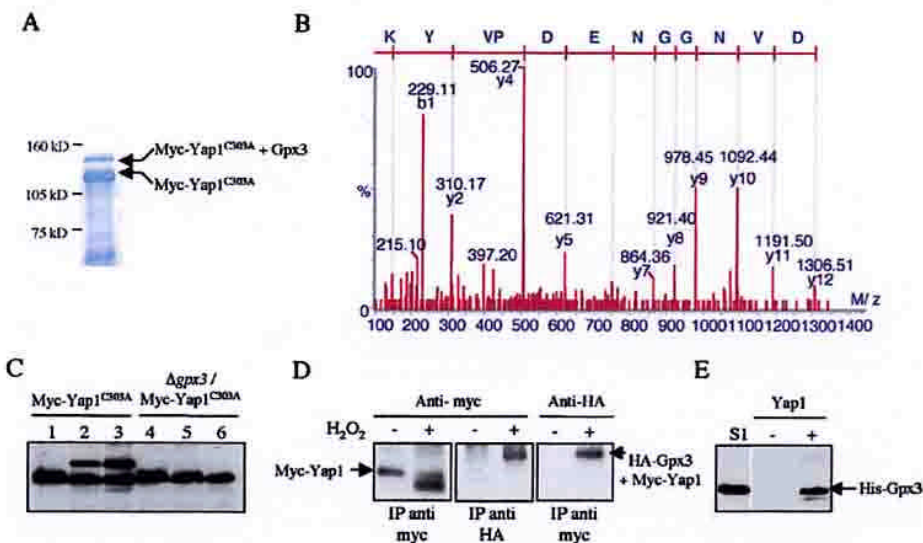 A
160 kD
105 kD
75 kD
Myc-Yap1C303A + Gpx3
Myc-Yap1C303A
B
K Y VP D E N G G N V D
100
%
0
215.10
229.11
b1
310.17
y2
397.20
506.27
y4
621.31
y5
864.36
y7
921.40
y8
978.45
y9
1092.44
y10
1191.50
y11
1306.51
y12
M/z
100 200 300 400 500 600 700 800 900 1000 1100 1200 1300 1400
C
Myc-Yap1C303A
Δgpx3/
Myc-Yap1C303A
1 2 3 4 5 6
D
Anti- myc
Anti-HA
H2O2 - + - + - +
Myc-Yap1
HA-Gpx3
+ Myc-Yap1
IP anti
myc
IP anti
HA
IP anti
myc
E
Yap1
S1 - +
His-Gpx3